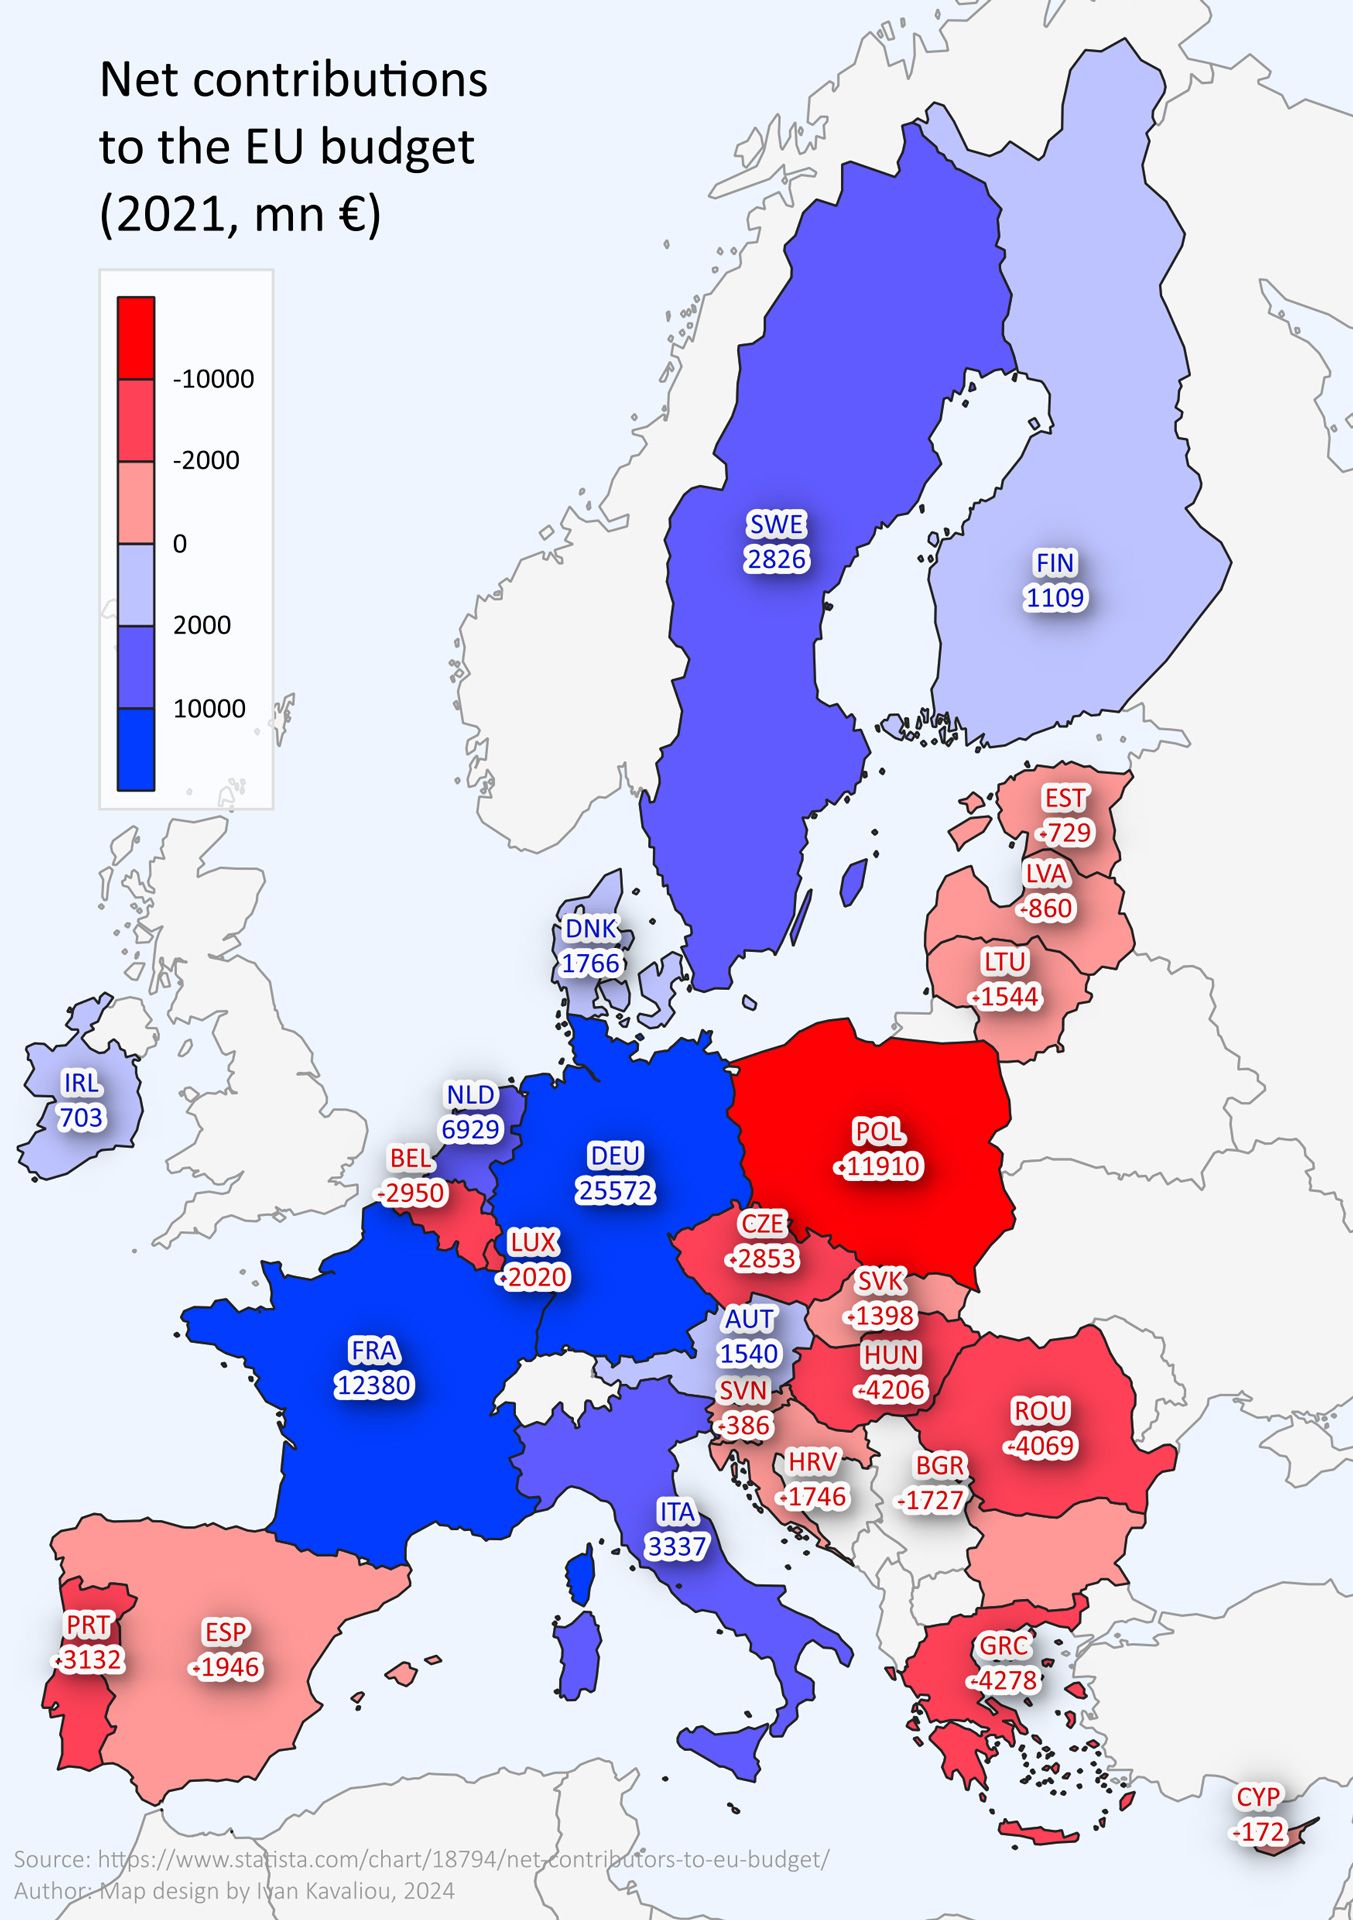 Net contributions
to the EU budget
(2021, mn €)
-10000
-2000
0
2000
10000
SWE
2826
FIN
1109
EST
-729
LVA
-860
LTU
-1544
DNK
1766
IRL
703
NLD
6929
BEL
-2950
DEU
25572
POL
-11910
LUX
-2020
CZE
-2853
SVK
-1398
AUT
1540
HUN
-4206
FRA
12380
SVN
-386
ROU
-4069
HRV
-1746
BGR
-1727
ITA
3337
PRT
-3132
ESP
-1946
GRC
-4278
CYP
-172
Source: https://www.statista.com/chart/18794/net-contributors-to-eu-budget/
Author: Map design by Ivan Kavaliou, 2024